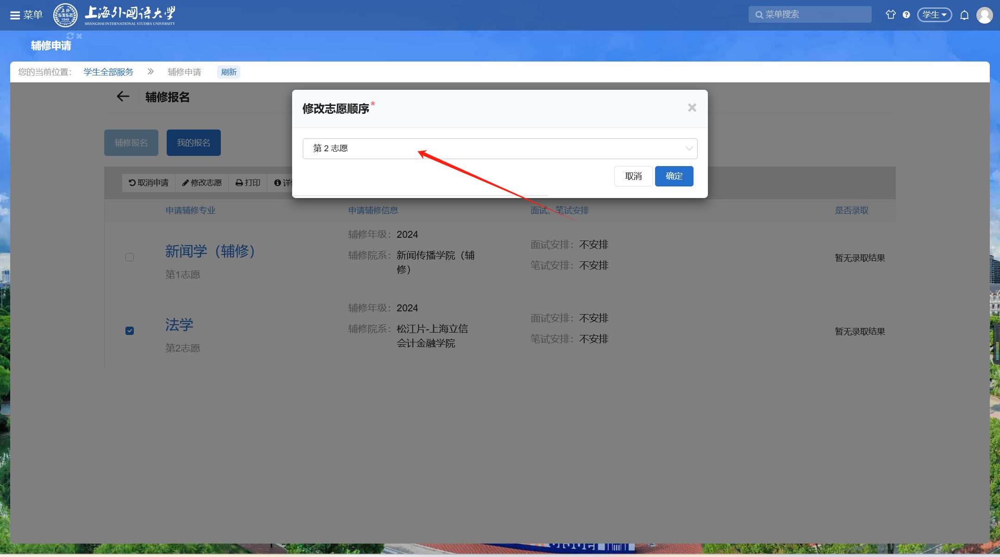 菜单
上外
SISU
1949
上海外国语大学
SHANGHAI INTERNATIONAL STUDIES UNIVERSITY
菜单搜索
学生
辅修申请
您的当前位置：
学生全部服务
辅修申请
刷新
辅修报名
修改志愿顺序*
辅修报名
我的报名
第 2 志愿
取消
确定
取消申请
修改志愿
打印
申请辅修专业
申请辅修信息
面试、笔试安排
是否录取
新闻学（辅修）
第1志愿
辅修年级：
2024
辅修院系：
新闻传播学院（辅
修）
面试安排：
不安排
笔试安排：
不安排
暂无录取结果
法学
第2志愿
辅修年级：
2024
辅修院系：
松江片-上海立信
会计金融学院
面试安排：
不安排
笔试安排：
不安排
暂无录取结果